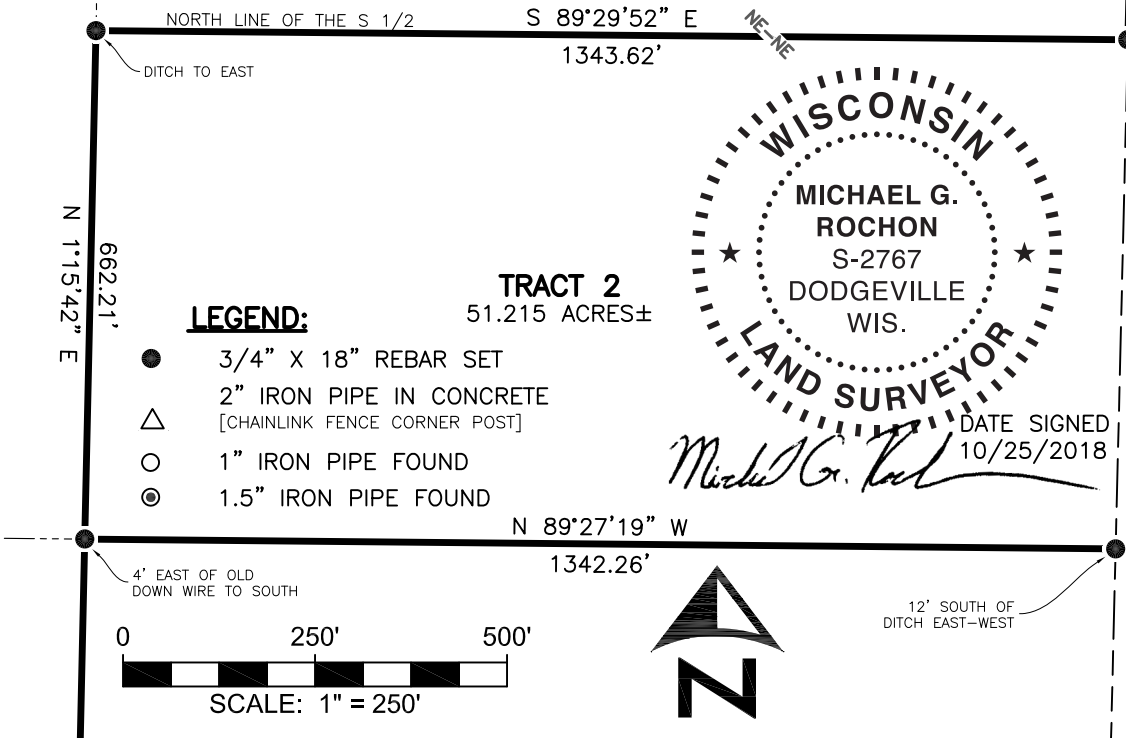 NORTH LINE OF THE S 1/2
S 89°29'52" E
1343.62'
NE-NE
DITCH TO EAST
WISCONSIN
MICHAEL G.
ROCHON
S-2767
DODGEVILLE
WIS.
LAND SURVEYOR
N 1°15'42" E
662.21'
TRACT 2
51.215 ACRES±
LEGEND:
3/4" X 18" REBAR SET
2" IRON PIPE IN CONCRETE
[CHAINLINK FENCE CORNER POST]
1" IRON PIPE FOUND
1.5" IRON PIPE FOUND
DATE SIGNED
10/25/2018
Michael G. Roch
N 89°27'19" W
1342.26'
4' EAST OF OLD
DOWN WIRE TO SOUTH
12' SOUTH OF
DITCH EAST-WEST
0 250' 500'
SCALE: 1" = 250'
N